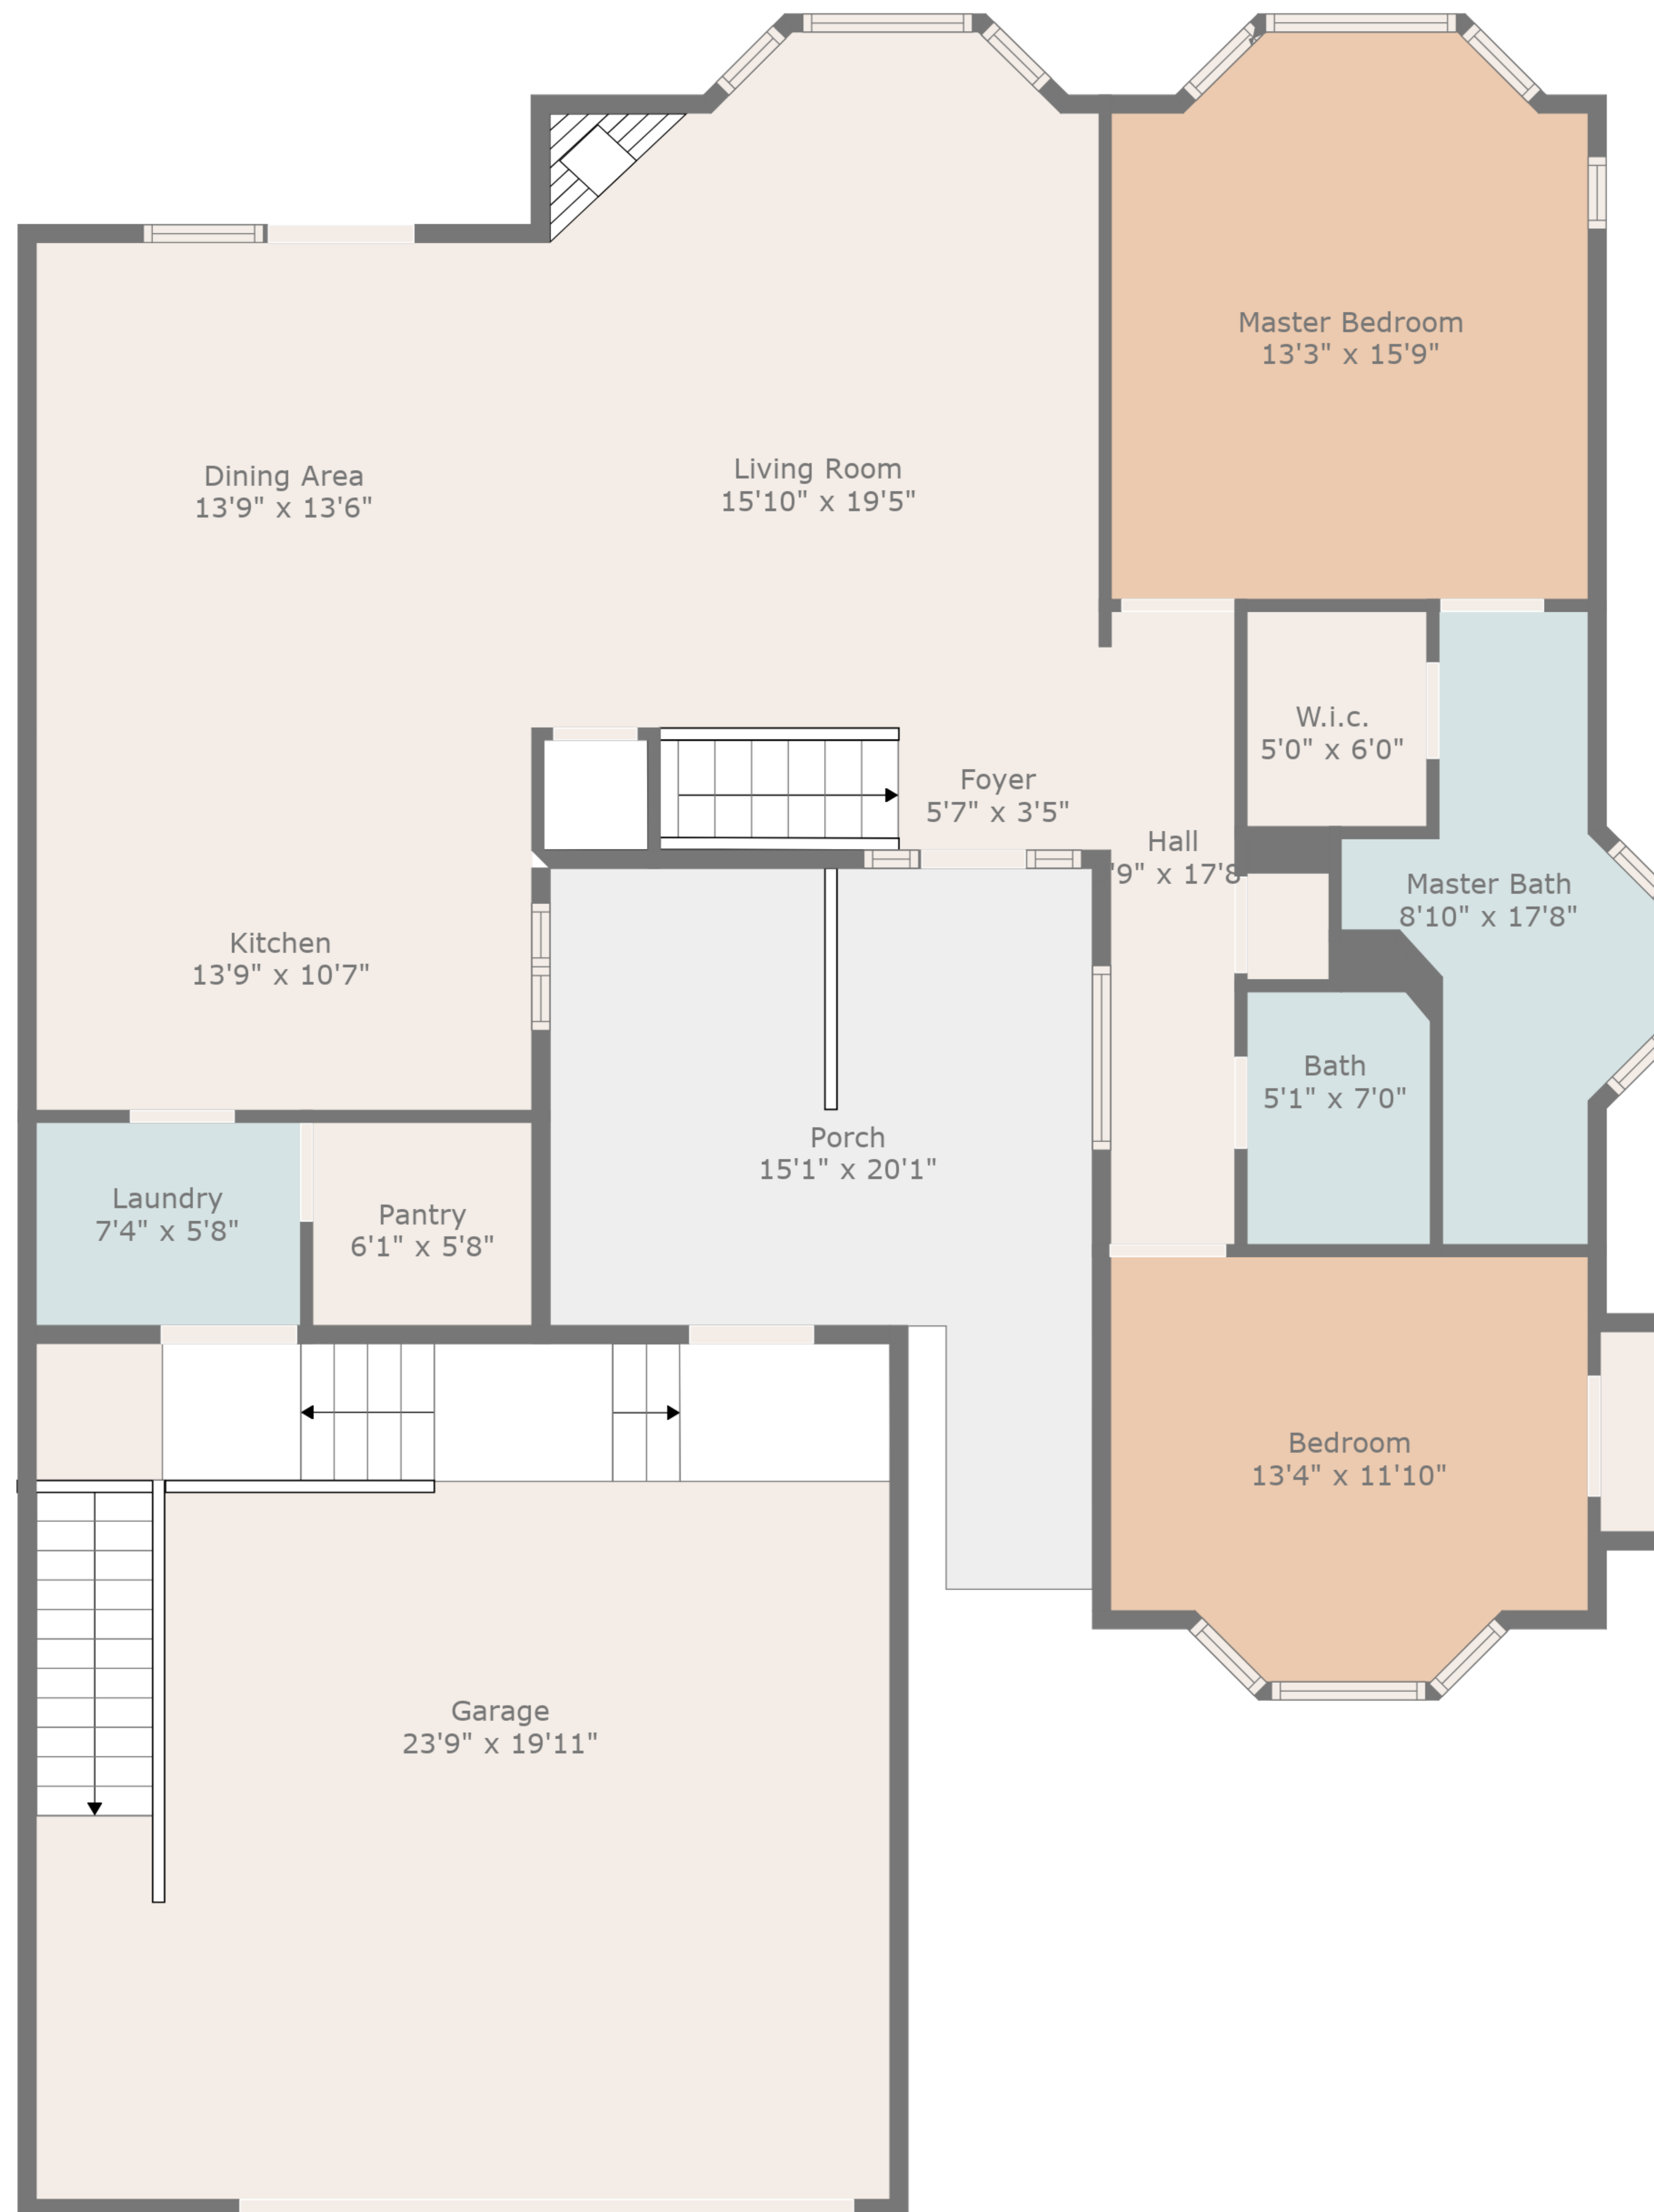 Master Bedroom
13'3" x 15'9"
Dining Area
13'9" x 13'6"
Living Room
15'10" x 19'5"
W.i.c.
5'0" x 6'0"
Foyer
5'7" x 3'5"
Hall
'9" x 17'8
Master Bath
8'10" x 17'8"
Kitchen
13'9" x 10'7"
Bath
5'1" x 7'0"
Porch
15'1" x 20'1"
Laundry
7'4" x 5'8"
Pantry
6'1" x 5'8"
Bedroom
13'4" x 11'10"
Garage
23'9" x 19'11"